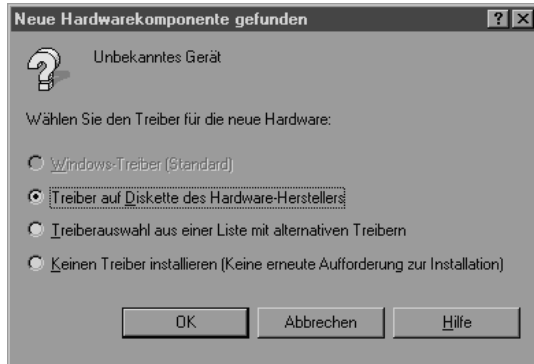 Neue Hardwarekomponente gefunden
Unbekanntes Gerät
Wählen Sie den Treiber für die neue Hardware:
Windows-Treiber (Standard)
Treiber auf Diskette des Hardware-Herstellers
Treiberauswahl aus einer Liste mit alternativen Treibern
Keinen Treiber installieren (Keine erneute Aufforderung zur Installation)
OK Abbrechen Hilfe